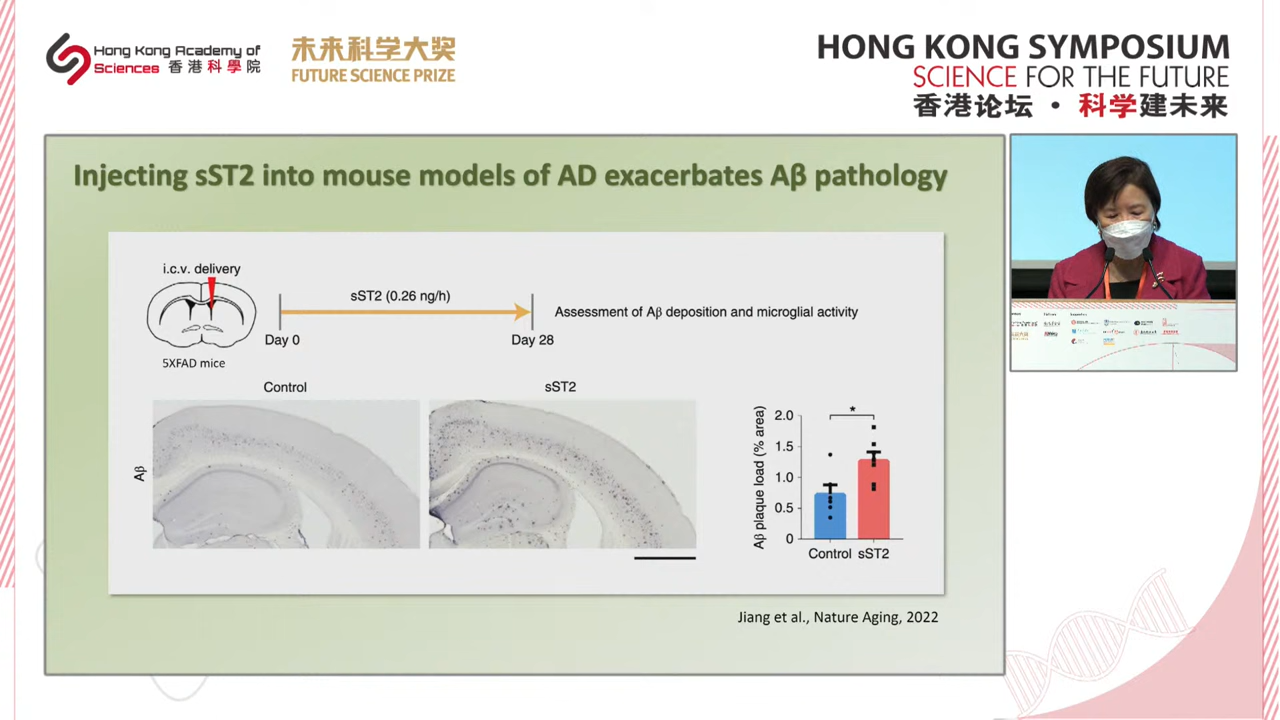 Hong Kong Academy of
Sciences 香港科學院
未来科学大奖
FUTURE SCIENCE PRIZE
HONG KONG SYMPOSIUM
SCIENCE FOR THE FUTURE
香港论坛 · 科学建未来
Injecting sST2 into mouse models of AD exacerbates Aβ pathology
i.c.v. delivery
sST2 (0.26 ng/h)
Assessment of Aβ deposition and microglial activity
Day 0
Day 28
5XFAD mice
Control
sST2
Aβ
Aβ plaque load (% area)
2.0
1.5
1.0
0.5
0
*
Control sST2
Jiang et al., Nature Aging, 2022